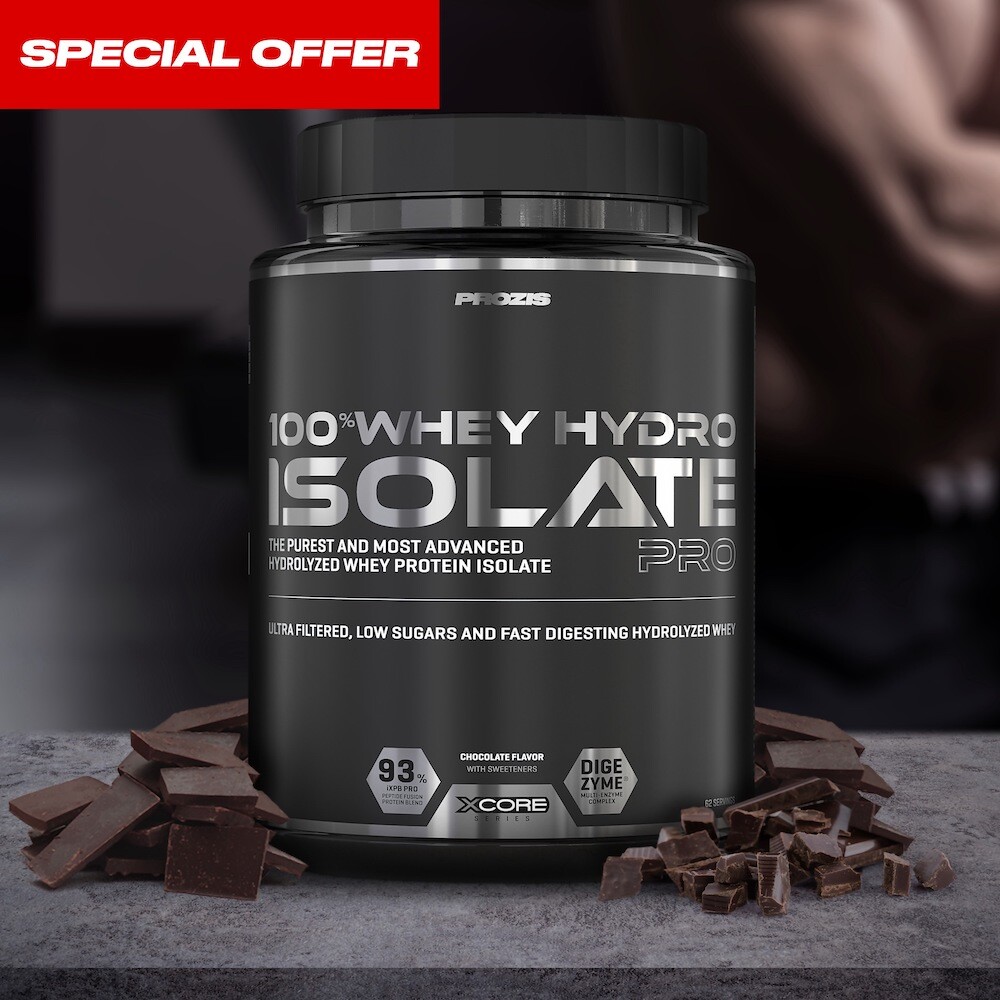 SPECIAL OFFER
PROZIS
100% WHEY HYDRO
ISOLATE
THE PUREST AND MOST ADVANCED
HYDROLYZED WHEY PROTEIN ISOLATE
PRO
ULTRA FILTERED, LOW SUGARS AND FAST DIGESTING HYDROLYZED WHEY
93%
iXPB PRO
PEPTIDE FUSION
PROTEIN BLEND
CHOCOLATE FLAVOR
WITH SWEETENERS
XCORE
SERIES
DIGE
ZYME®
MULTI-ENZYME
COMPLEX
62 SERVINGS